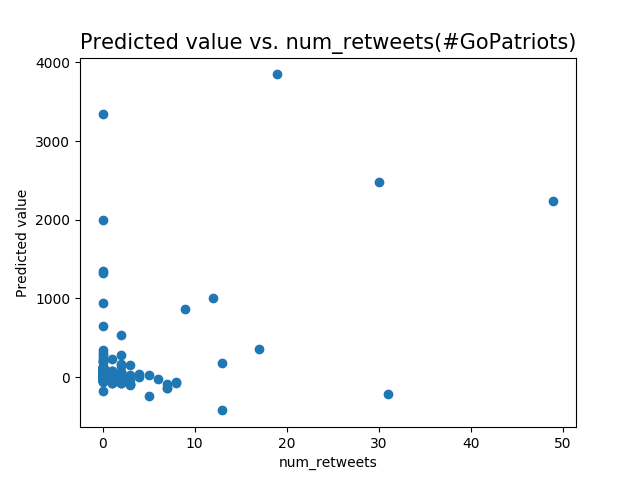 Predicted value vs. num_retweets(#GoPatriots)
4000
3000
2000
1000
0
Predicted value
0 10 20 30 40 50
num_retweets